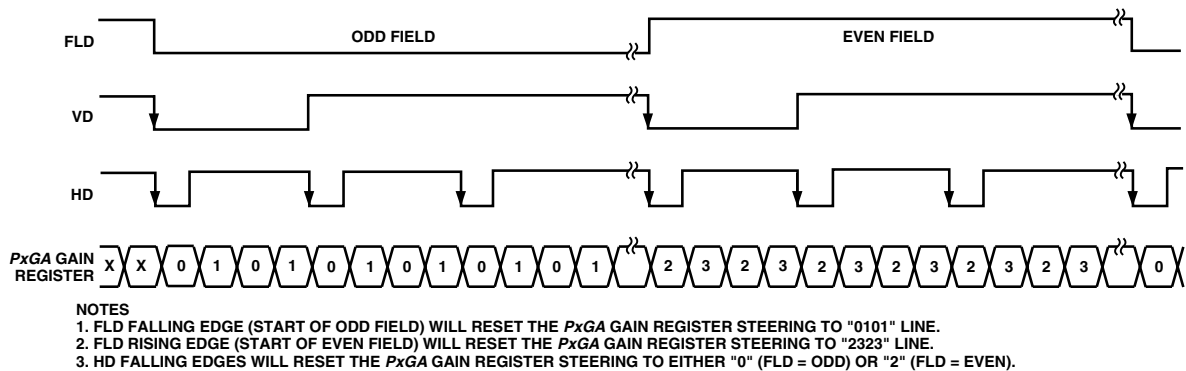 FLD
ODD FIELD
EVEN FIELD
VD
HD
PxGA GAIN
REGISTER
X X 0 1 0 1 0 1 0 1 0 1 0 1 2 3 2 3 2 3 2 3 2 3 2 3 0
NOTES
1. FLD FALLING EDGE (START OF ODD FIELD) WILL RESET THE PxGA GAIN REGISTER STEERING TO "0101" LINE.
2. FLD RISING EDGE (START OF EVEN FIELD) WILL RESET THE PxGA GAIN REGISTER STEERING TO "2323" LINE.
3. HD FALLING EDGES WILL RESET THE PxGA GAIN REGISTER STEERING TO EITHER "0" (FLD = ODD) OR "2" (FLD = EVEN).